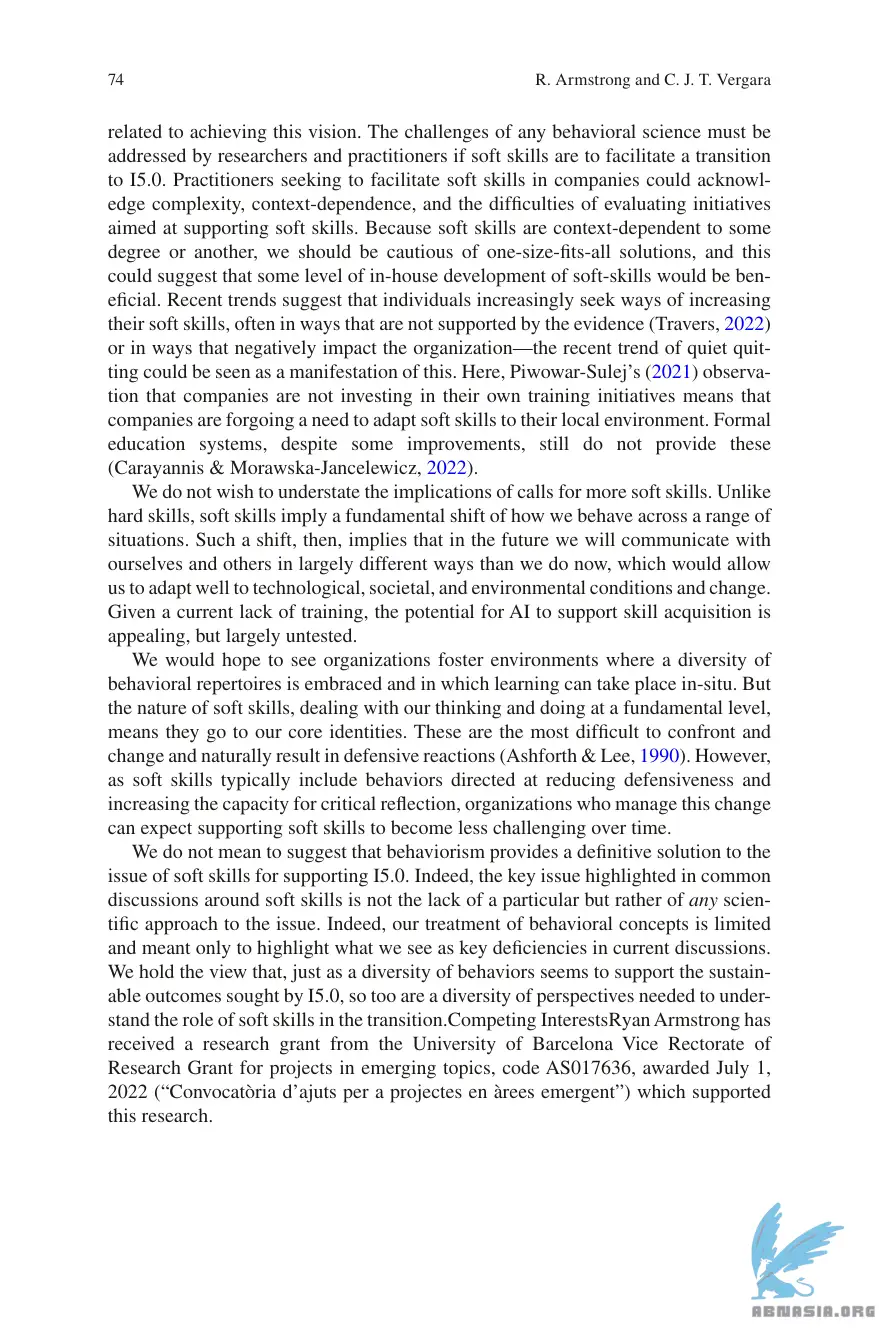 74
R. Armstrong and C. J. T. Vergara
related to achieving this vision. The challenges of any behavioral science must be
addressed by researchers and practitioners if soft skills are to facilitate a transition
to I5.0. Practitioners seeking to facilitate soft skills in companies could acknowl-
edge complexity, context-dependence, and the difficulties of evaluating initiatives
aimed at supporting soft skills. Because soft skills are context-dependent to some
degree or another, we should be cautious of one-size-fits-all solutions, and this
could suggest that some level of in-house development of soft-skills would be ben-
eficial. Recent trends suggest that individuals increasingly seek ways of increasing
their soft skills, often in ways that are not supported by the evidence (Travers, 2022)
or in ways that negatively impact the organization—the recent trend of quiet quit-
ting could be seen as a manifestation of this. Here, Piwowar-Sulej’s (2021) observa-
tion that companies are not investing in their own training initiatives means that
companies are forgoing a need to adapt soft skills to their local environment. Formal
education systems, despite some improvements, still do not provide these
(Carayannis & Morawska-Jancelewicz, 2022).
We do not wish to understate the implications of calls for more soft skills. Unlike
hard skills, soft skills imply a fundamental shift of how we behave across a range of
situations. Such a shift, then, implies that in the future we will communicate with
ourselves and others in largely different ways than we do now, which would allow
us to adapt well to technological, societal, and environmental conditions and change.
Given a current lack of training, the potential for AI to support skill acquisition is
appealing, but largely untested.
We would hope to see organizations foster environments where a diversity of
behavioral repertoires is embraced and in which learning can take place in-situ. But
the nature of soft skills, dealing with our thinking and doing at a fundamental level,
means they go to our core identities. These are the most difficult to confront and
change and naturally result in defensive reactions (Ashforth & Lee, 1990). However,
as soft skills typically include behaviors directed at reducing defensiveness and
increasing the capacity for critical reflection, organizations who manage this change
can expect supporting soft skills to become less challenging over time.
We do not mean to suggest that behaviorism provides a definitive solution to the
issue of soft skills for supporting I5.0. Indeed, the key issue highlighted in common
discussions around soft skills is not the lack of a particular but rather of any scien-
tific approach to the issue. Indeed, our treatment of behavioral concepts is limited
and meant only to highlight what we see as key deficiencies in current discussions.
We hold the view that, just as a diversity of behaviors seems to support the sustain-
able outcomes sought by I5.0, so too are a diversity of perspectives needed to under-
stand the role of soft skills in the transition.Competing InterestsRyan Armstrong has
received a research grant from the University of Barcelona Vice Rectorate of
Research Grant for projects in emerging topics, code AS017636, awarded July 1,
2022 (“Convocatòria d’ajuts per a projectes en àrees emergent”) which supported
this research.
ABNASIA.ORG